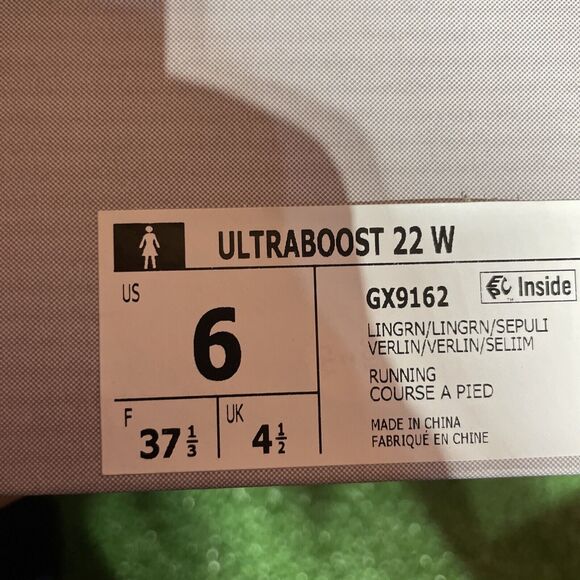 ULTRABOOST 22 W
US
6
F
37 1/3
UK
4 1/2
GX9162
Inside
LINGRN/LINGRN/SEPULI
VERLIN/VERLIN/SELIIM
RUNNING
COURSE A PIED
MADE IN CHINA
FABRIQUÉ EN CHINE